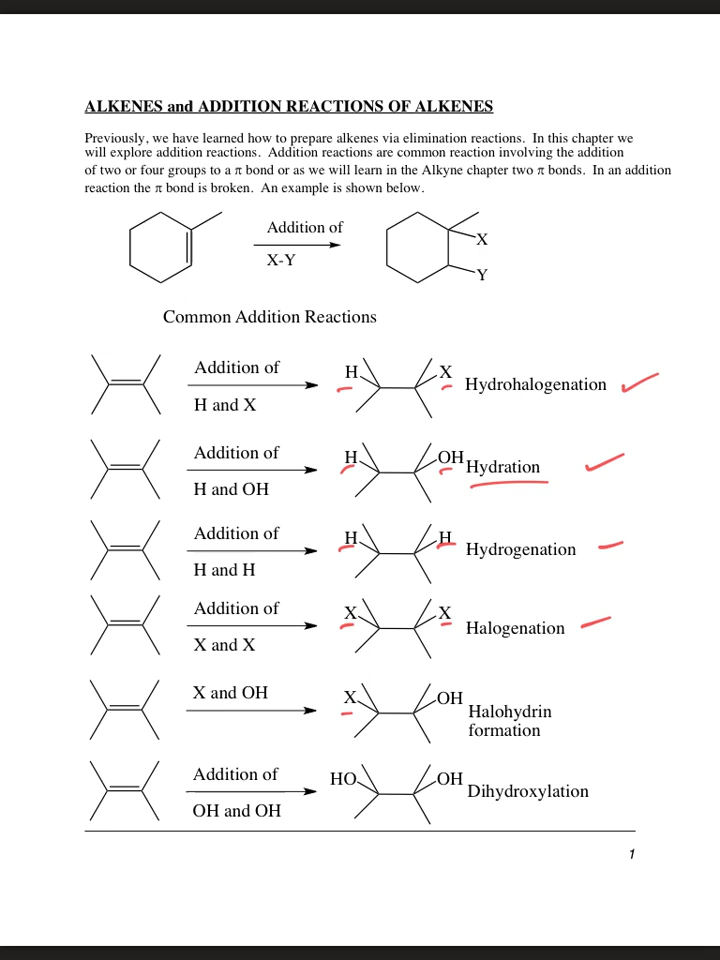 ALKENES and ADDITION REACTIONS OF ALKENES
Previously, we have learned how to prepare alkenes via elimination reactions.  In this chapter we
will explore addition reactions.  Addition reactions are common reaction involving the addition
of two or four groups to a π bond or as we will learn in the Alkyne chapter two π bonds.  In an addition
reaction the π bond is broken.  An example is shown below.
Addition of
X-Y
X
Y
Common Addition Reactions
Addition of
H and X
H
X
Hydrohalogenation
Addition of
H and OH
H
OH
Hydration
Addition of
H and H
H
H
Hydrogenation
Addition of
X and X
X
X
Halogenation
X and OH
X
OH
Halohydrin
formation
Addition of
OH and OH
HO
OH
Dihydroxylation
1